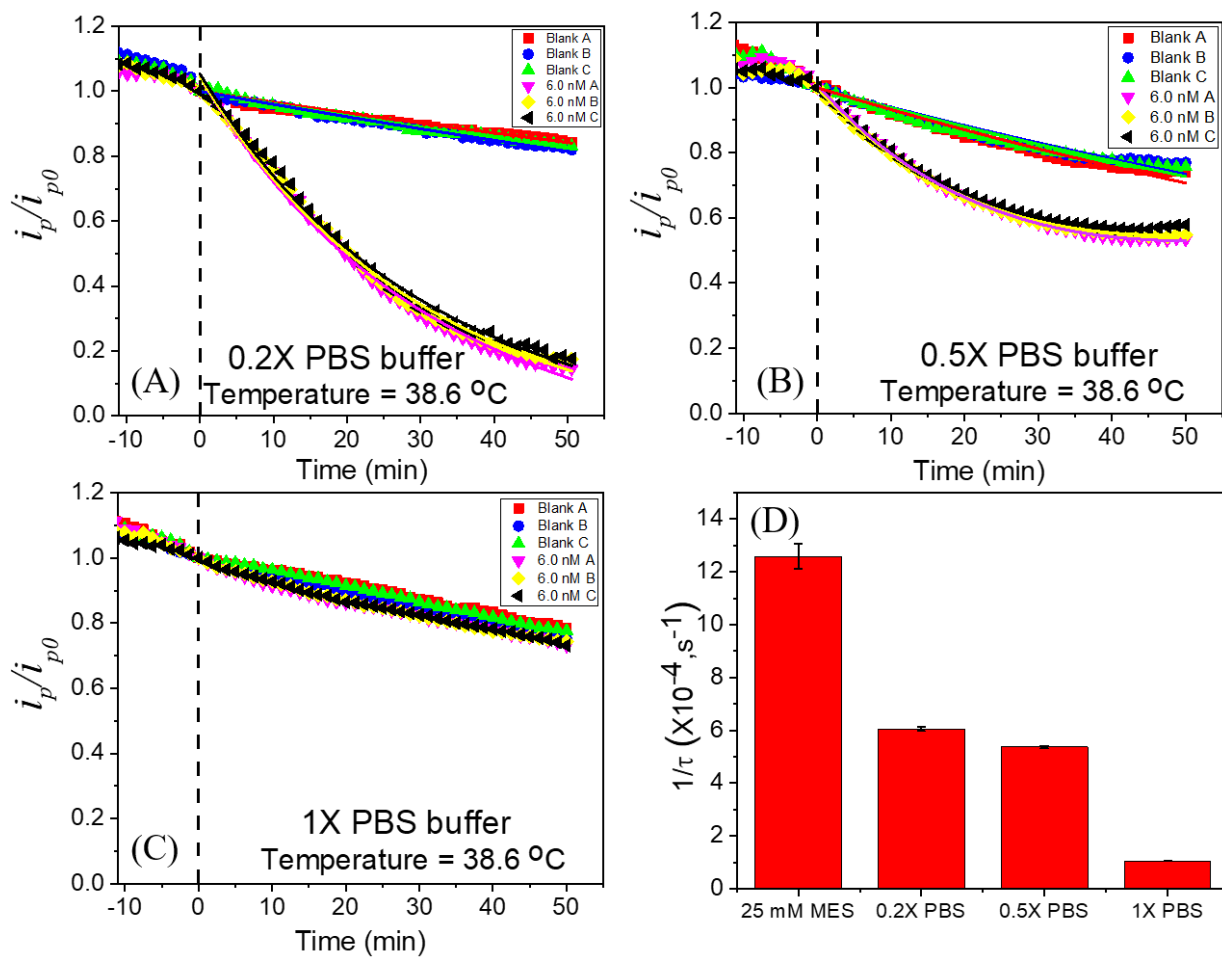 1.2
1.0
0.8
0.6
0.4
0.2
0.0
i_p/i_{p0}
Blank A
Blank B
Blank C
6.0 nM A
6.0 nM B
6.0 nM C
0.2X PBS buffer
(A)
Temperature = 38.6 °C
-10 0 10 20 30 40 50
Time (min)
1.2
1.0
0.8
0.6
0.4
0.2
0.0
i_p/i_{p0}
Blank A
Blank B
Blank C
6.0 nM A
6.0 nM B
6.0 nM C
0.5X PBS buffer
(B)
Temperature = 38.6 °C
-10 0 10 20 30 40 50
Time (min)
1.2
1.0
0.8
0.6
0.4
0.2
0.0
i_p/i_{p0}
Blank A
Blank B
Blank C
6.0 nM A
6.0 nM B
6.0 nM C
1X PBS buffer
(C)
Temperature = 38.6 °C
-10 0 10 20 30 40 50
Time (min)
(D)
14
12
10
8
6
4
2
0
1/τ (X10⁻⁴,s⁻¹)
25 mM MES 0.2X PBS 0.5X PBS 1X PBS